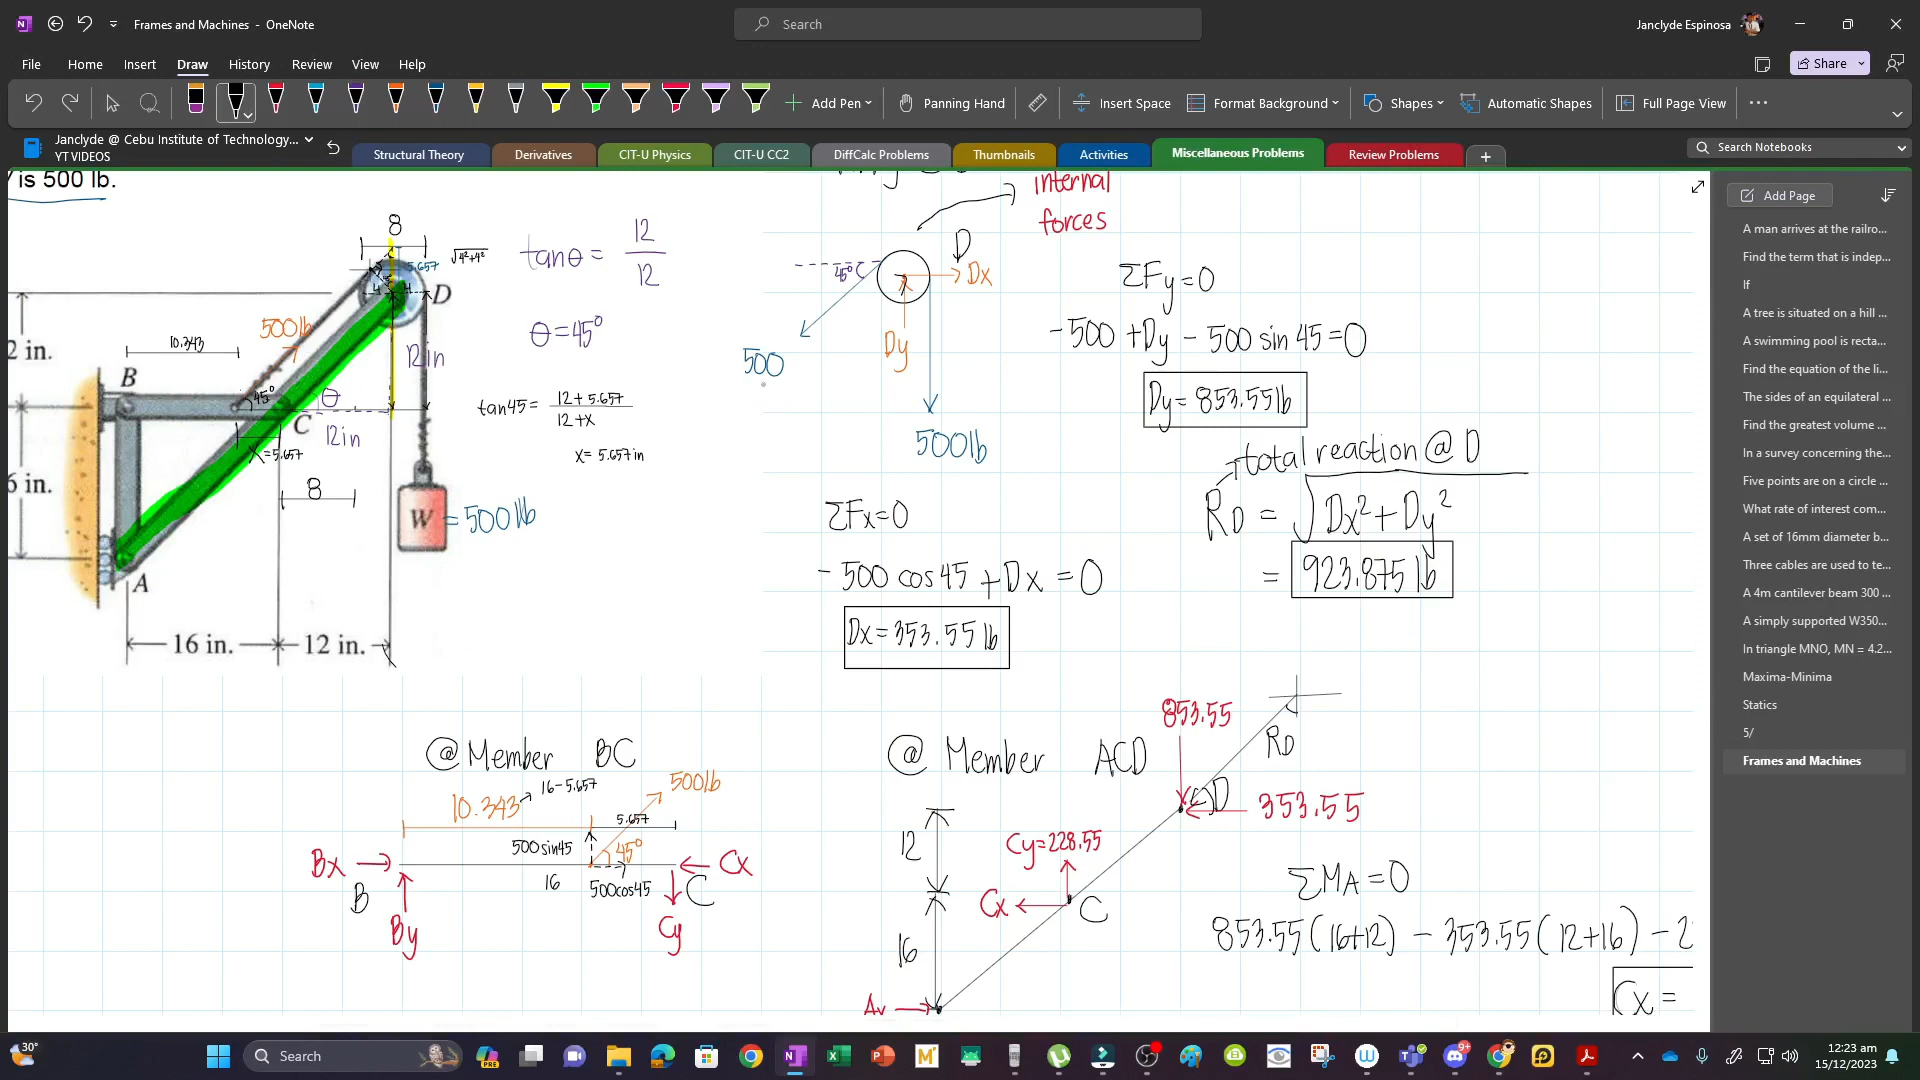 Frames and Machines - OneNote
Search
Janclyde Espinosa
File Home Insert Draw History Review View Help
Share
Add Pen
Panning Hand
Insert Space
Format Background
Shapes
Automatic Shapes
Full Page View
Janclyde @ Cebu Institute of Technology...
YT VIDEOS
Structural Theory
Derivatives
CIT-U Physics
CIT-U CC2
DiffCalc Problems
Thumbnails
Activities
Miscellaneous Problems
Review Problems
Search Notebooks
Add Page
A man arrives at the railro...
Find the term that is indep...
If
A tree is situated on a hill ...
A swimming pool is recta...
Find the equation of the li...
The sides of an equilateral ...
Find the greatest volume ...
In a survey concerning the...
Five points are on a circle ...
What rate of interest com...
A set of 16mm diameter b...
Three cables are used to te...
A 4m cantilever beam 300 ...
A simply supported W350...
In triangle MNO, MN = 4.2...
Maxima-Minima
Statics
5/
Frames and Machines
is 500 lb.
8
√4²+4²
5.657
4
4
D
500lb
10.343
2 in.
12in
B
45°
θ
C
12in
X=5.657
6 in.
8
W = 500lb
A
16 in.
12 in.
tanθ = 12/12
θ = 45°
tan45 = (12+5.657)/(12+x)
x = 5.657in
internal
forces
D
45°
Dx
Dy
500
500lb
ΣFy=0
-500 +Dy - 500 sin 45 = 0
Dy = 853.55lb
total reaction @ D
RD = √Dx²+Dy²
= 923.875 lb
ΣFx=0
- 500 cos 45 + Dx = 0
Dx = 353.55 lb
@ Member BC
16-5.657
500lb
10.343
5.657
500sin45
45°
Bx
Cx
B
16
500cos45
C
By
Cy
@ Member ACD
853.55
RD
D
353.55
12
Cy=228.55
Cx
C
16
ΣMA = 0
853.55(16+12) - 353.55(12+16) - 2
Cx =
30°
Search
12:23 am
15/12/2023